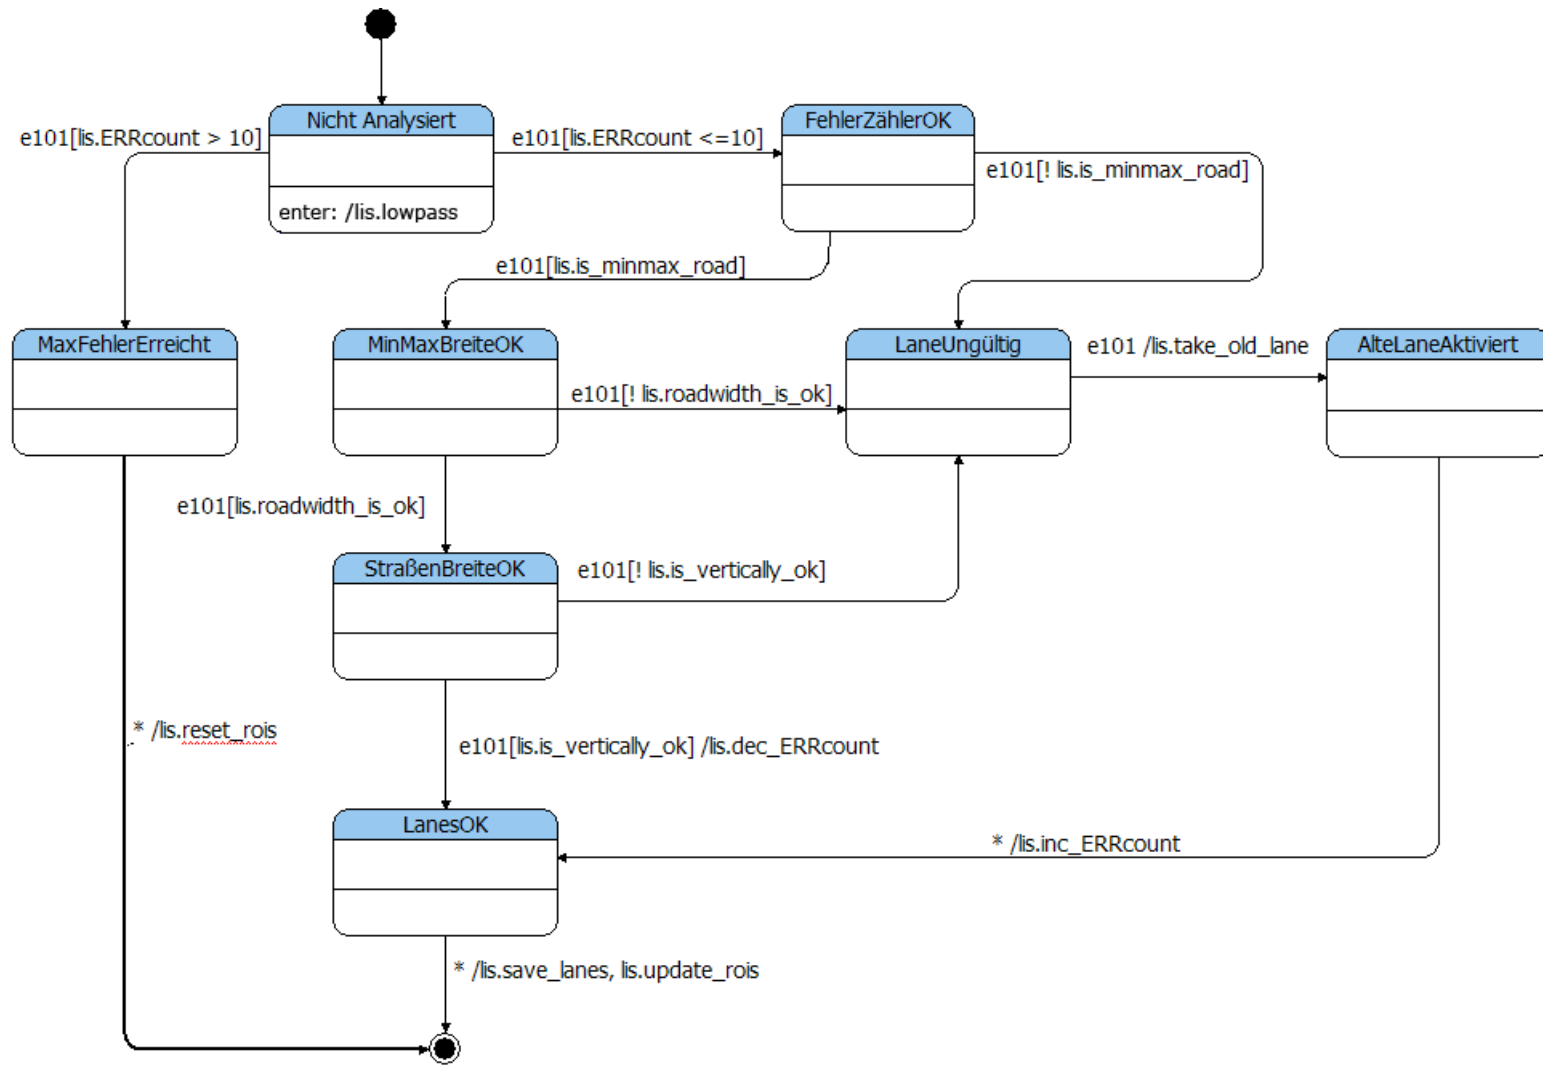 Nicht Analysiert
FehlerZählerOK
e101[lis.ERRcount > 10]
e101[lis.ERRcount <=10]
e101[! lis.is_minmax_road]
enter: /lis.lowpass
e101[lis.is_minmax_road]
MaxFehlerErreicht
MinMaxBreiteOK
LaneUngültig
e101 /lis.take_old_lane
AlteLaneAktiviert
e101[! lis.roadwidth_is_ok]
e101[lis.roadwidth_is_ok]
StraßenBreiteOK
e101[! lis.is_vertically_ok]
* /lis.reset_rois
e101[lis.is_vertically_ok] /lis.dec_ERRcount
LanesOK
* /lis.inc_ERRcount
* /lis.save_lanes, lis.update_rois